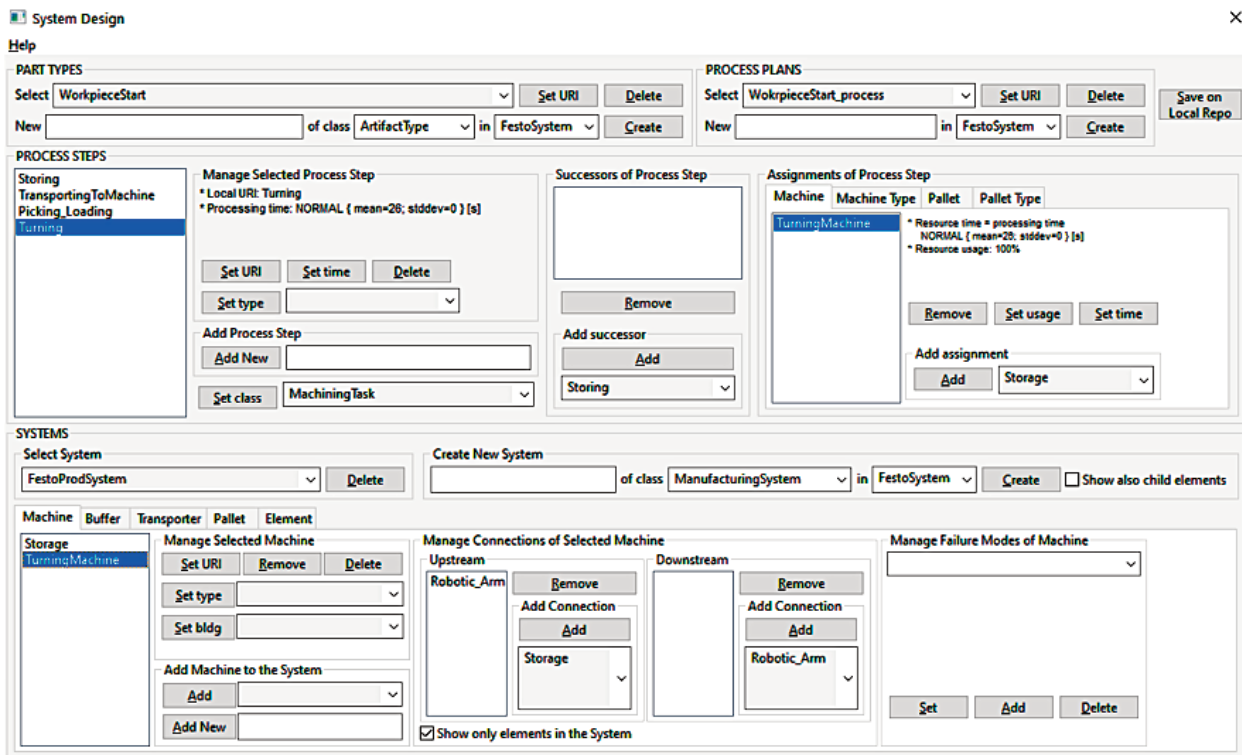 System Design
Help
PART TYPES
Select WorkpieceStart Set URI Delete
New of class ArtifactType in FestoSystem Create
PROCESS PLANS
Select WokrpieceStart_process Set URI Delete
New in FestoSystem Create
Save on
Local Repo
PROCESS STEPS
Storing
TransportingToMachine
Picking_Loading
Turning
Manage Selected Process Step
* Local URI: Turning
* Processing time: NORMAL { mean=26; stddev=0 } [s]
Set URI Set time Delete
Set type
Add Process Step
Add New
Set class MachiningTask
Successors of Process Step
Remove
Add successor
Add
Storing
Assignments of Process Step
Machine Machine Type Pallet Pallet Type
TurningMachine
* Resource time = processing time
NORMAL { mean=26; stddev=0 } [s]
* Resource usage: 100%
Remove Set usage Set time
Add assignment
Add Storage
SYSTEMS
Select System
FestoProdSystem Delete
Create New System
of class ManufacturingSystem in FestoSystem Create Show also child elements
Machine Buffer Transporter Pallet Element
Storage
TurningMachine
Manage Selected Machine
Set URI Remove Delete
Set type
Set bldg
Add Machine to the System
Add
Add New
Manage Connections of Selected Machine
Upstream
Robotic_Arm
Remove
Add Connection
Add
Storage
Downstream
Remove
Add Connection
Add
Robotic_Arm
Show only elements in the System
Manage Failure Modes of Machine
Set Add Delete